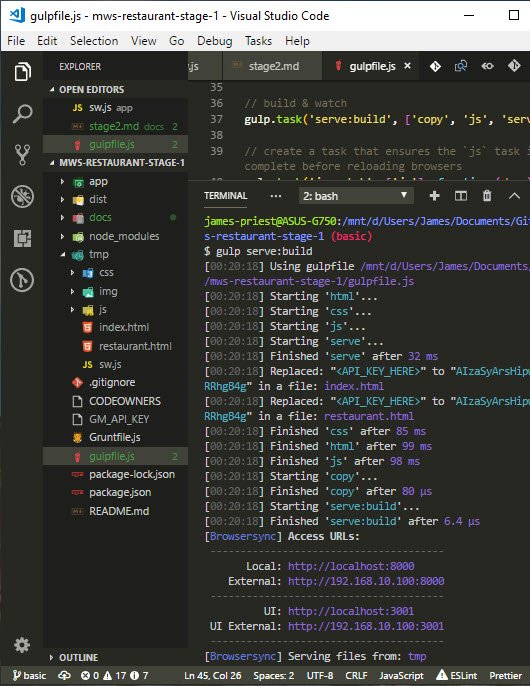 gulpfile.js - mws-restaurant-stage-1 - Visual Studio Code
File Edit Selection View Go Debug Tasks Help
EXPLORER
OPEN EDITORS
sw.js app
stage2.md docs 2
gulpfile.js 2
MWS-RESTAURANT-STAGE-1
app
dist
docs
node_modules
tmp
css
img
js
index.html
restaurant.html
sw.js
.gitignore
CODEOWNERS
GM_API_KEY
Gruntfile.js
gulpfile.js 2
package-lock.json
package.json
README.md
OUTLINE
.js stage2.md gulpfile.js
35
36 // build & watch
37 gulp.task('serve:build', ['copy', 'js', 'serv
38
39 // create a task that ensures the `js` task i
complete before reloading browsers
TERMINAL ... 2: bash
james-priest@ASUS-G750:/mnt/d/Users/James/Documents/Git
s-restaurant-stage-1 (basic)
$ gulp serve:build
[00:20:18] Using gulpfile /mnt/d/Users/James/Documents/
/mws-restaurant-stage-1/gulpfile.js
[00:20:18] Starting 'html'...
[00:20:18] Starting 'css'...
[00:20:18] Starting 'js'...
[00:20:18] Starting 'serve'...
[00:20:18] Finished 'serve' after 32 ms
[00:20:18] Replaced: "<API_KEY_HERE>" to "AIzaSyArsHipu
RRhgB4g" in a file: index.html
[00:20:18] Replaced: "<API_KEY_HERE>" to "AIzaSyArsHipu
RRhgB4g" in a file: restaurant.html
[00:20:18] Finished 'css' after 85 ms
[00:20:18] Finished 'html' after 99 ms
[00:20:18] Finished 'js' after 98 ms
[00:20:18] Starting 'copy'...
[00:20:18] Finished 'copy' after 80 μs
[00:20:18] Starting 'serve:build'...
[00:20:18] Finished 'serve:build' after 6.4 μs
[Browsersync] Access URLs:
--------------------------------------
Local: http://localhost:8000
External: http://192.168.10.100:8000
--------------------------------------
UI: http://localhost:3001
UI External: http://192.168.10.100:3001
--------------------------------------
[Browsersync] Serving files from: tmp
basic 0 17 7 Ln 45, Col 26 Spaces: 2 UTF-8 CRLF JavaScript ESLint Prettier